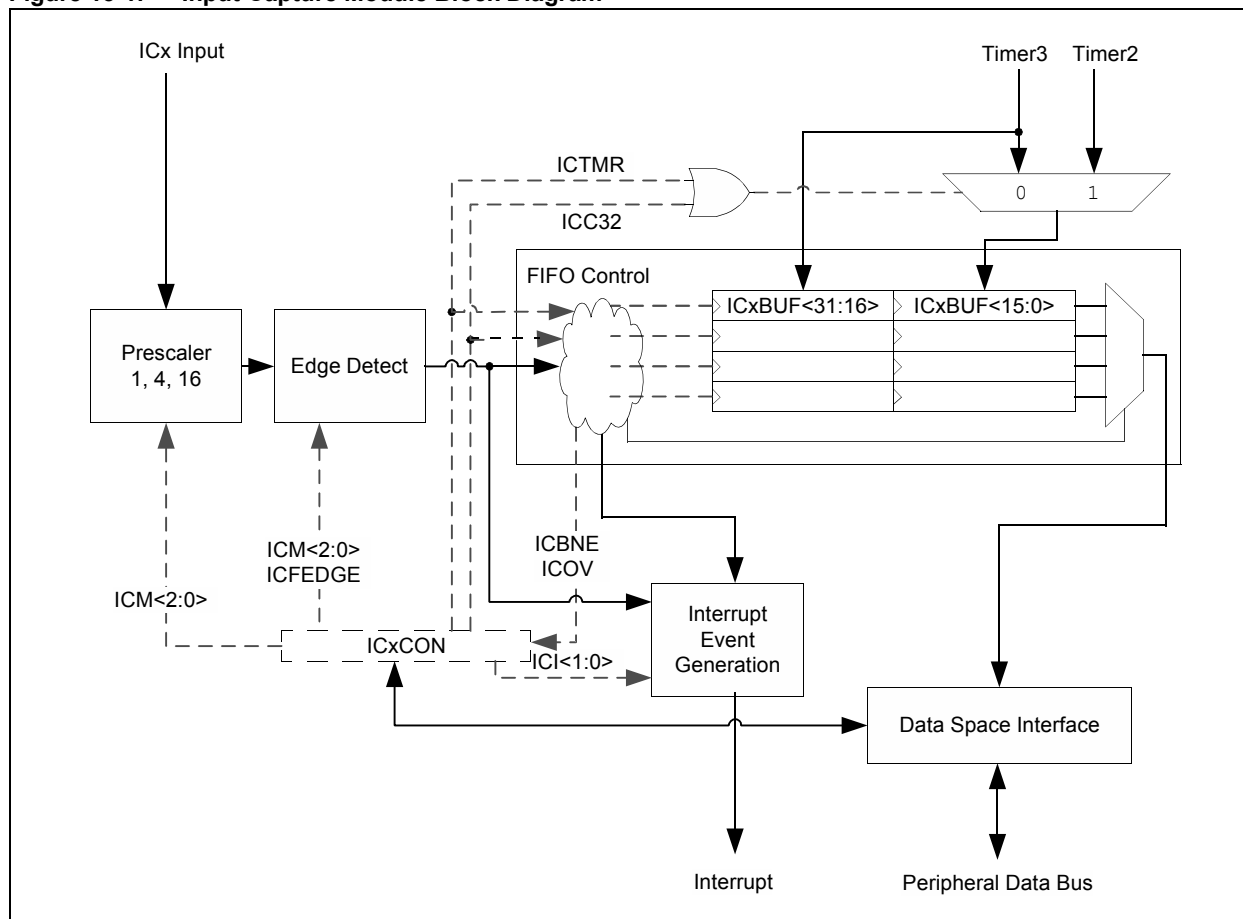 ICx Input
Timer3 Timer2
ICTMR
0 1
ICC32
FIFO Control
ICxBUF<31:16> ICxBUF<15:0>
Prescaler
1, 4, 16
Edge Detect
ICM<2:0>
ICFEDGE
ICBNE
ICOV
ICM<2:0>
Interrupt
Event
Generation
ICxCON
ICI<1:0>
Data Space Interface
Interrupt
Peripheral Data Bus